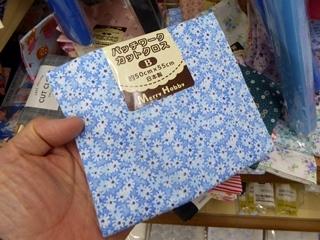 パッチワーク
カットクロス
B
約50cm×55cm
日本製
Merry Hobby
CUT C